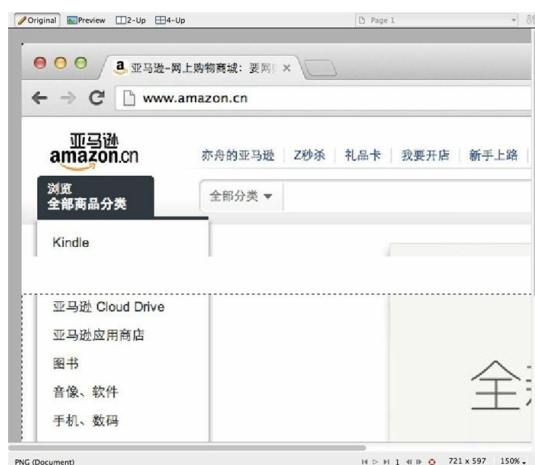 Original Preview 2-Up 4-Up Page 1
亚马逊-网上购物商城：要网 ×
www.amazon.cn
亚马逊
amazon.cn
亦舟的亚马逊 Z秒杀 礼品卡 我要开店 新手上路
浏览
全部商品分类
全部分类
Kindle
亚马逊 Cloud Drive
亚马逊应用商店
图书
音像、软件
手机、数码
全
PNG (Document) 1 721 x 597 150%